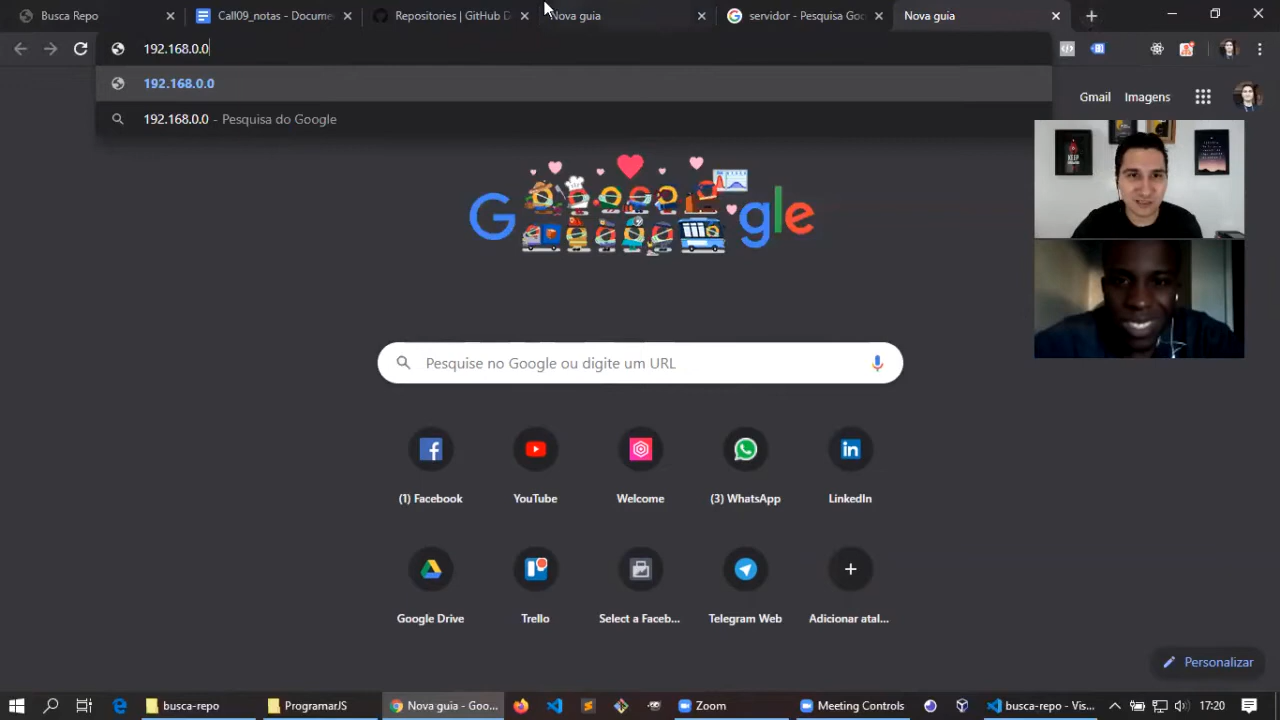 Busca Repo
Call09_notas - Docume
Repositories | GitHub D
Nova guia
servidor - Pesquisa Goo
Nova guia
192.168.0.0
192.168.0.0
192.168.0.0 - Pesquisa do Google
Gmail
Imagens
KEEP
G
gle
Pesquise no Google ou digite um URL
(1) Facebook
YouTube
Welcome
(3) WhatsApp
LinkedIn
Google Drive
Trello
Select a Faceb...
Telegram Web
Adicionar atal...
Personalizar
busca-repo
ProgramarJS
Nova guia - Goo...
Zoom
Meeting Controls
busca-repo - Vis...
17:20